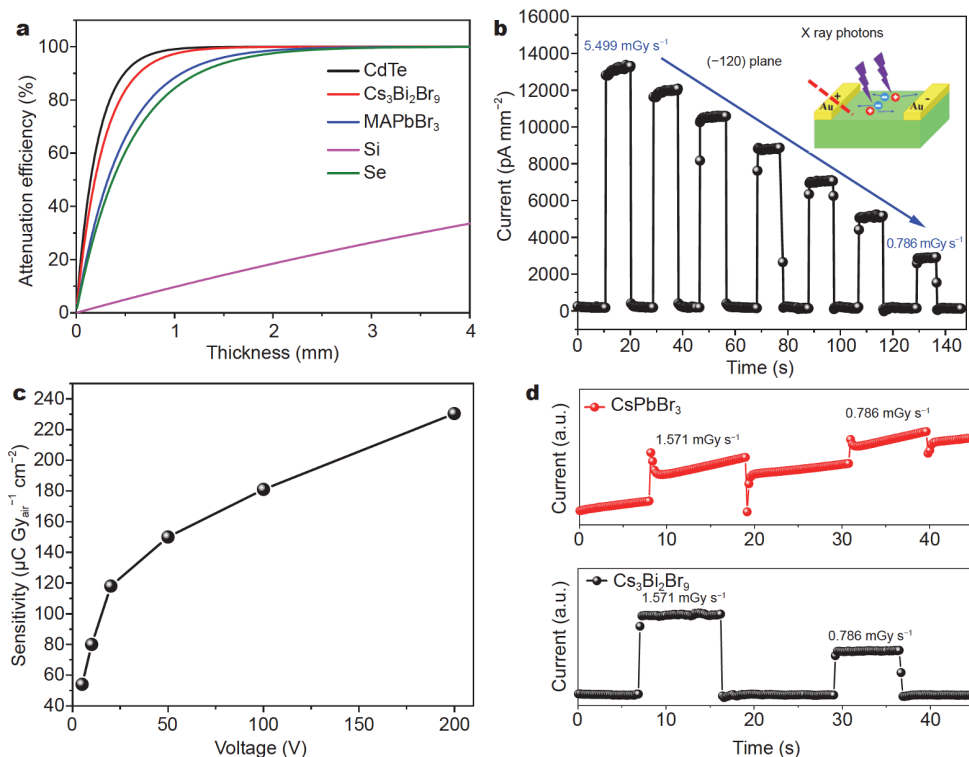 a
100
80
60
40
20
0
Attenuation efficiency (%)
CdTe
Cs₃Bi₂Br₉
MAPbBr₃
Si
Se
0 1 2 3 4
Thickness (mm)
b
16000
14000
12000
10000
8000
6000
4000
2000
0
Current (pA mm⁻²)
5.499 mGy s⁻¹
(−120) plane
X ray photons
Au + Au -
0.786 mGy s⁻¹
0 20 40 60 80 100 120 140
Time (s)
c
240
220
200
180
160
140
120
100
80
60
40
Sensitivity (µC Gyₐᵢᵣ⁻¹ cm⁻²)
0 50 100 150 200
Voltage (V)
d
Current (a.u.)
CsPbBr₃
1.571 mGy s⁻¹
0.786 mGy s⁻¹
0 10 20 30 40
Current (a.u.)
Cs₃Bi₂Br₉
1.571 mGy s⁻¹
0.786 mGy s⁻¹
0 10 20 30 40
Time (s)